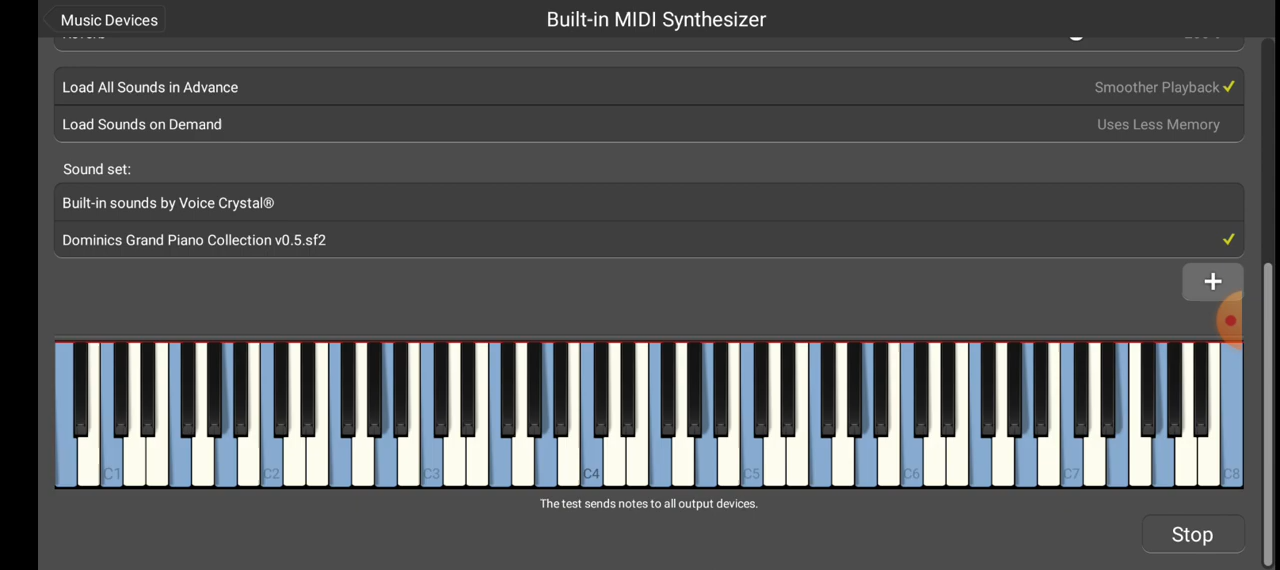 Music Devices
Built-in MIDI Synthesizer
Load All Sounds in Advance
Smoother Playback
Load Sounds on Demand
Uses Less Memory
Sound set:
Built-in sounds by Voice Crystal®
Dominics Grand Piano Collection v0.5.sf2
C1 C2 C3 C4 C5 C6 C7 C8
The test sends notes to all output devices.
Stop